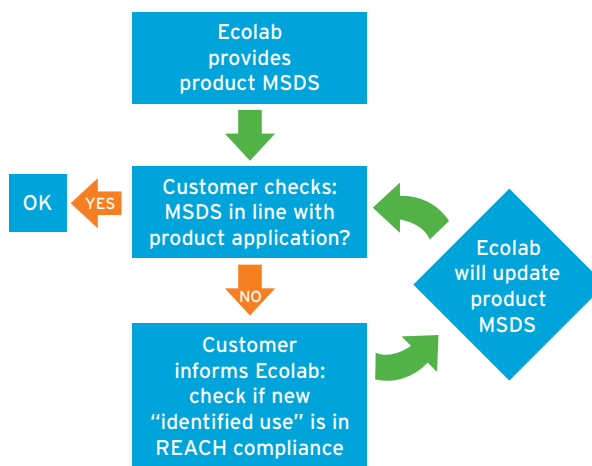 Ecolab
provides
product MSDS
OK
YES
Customer checks:
MSDS in line with
product application?
Ecolab
will update
product
MSDS
NO
Customer
informs Ecolab:
check if new
“identified use” is in
REACH compliance